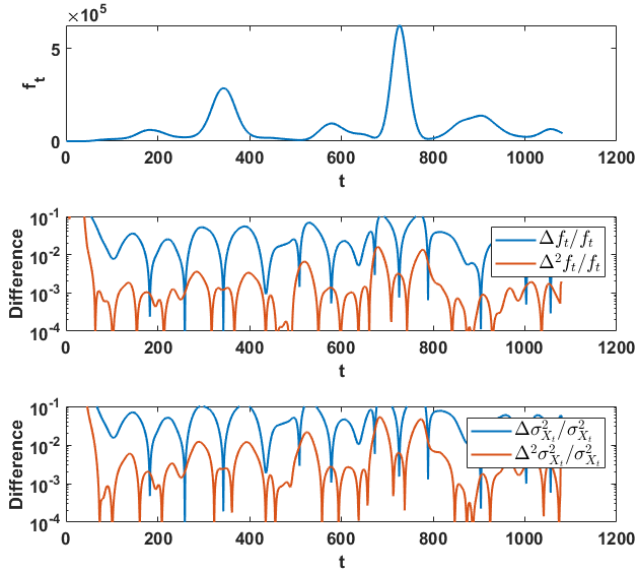 ×10⁵
5
0
f_t
0 200 400 600 800 1000 1200
t
10⁻¹
10⁻²
10⁻³
10⁻⁴
Difference
Δf_t/f_t
Δ²f_t/f_t
0 200 400 600 800 1000 1200
t
10⁻¹
10⁻²
10⁻³
10⁻⁴
Difference
Δσ²_{X_t}/σ²_{X_t}
Δ²σ²_{X_t}/σ²_{X_t}
0 200 400 600 800 1000 1200
t